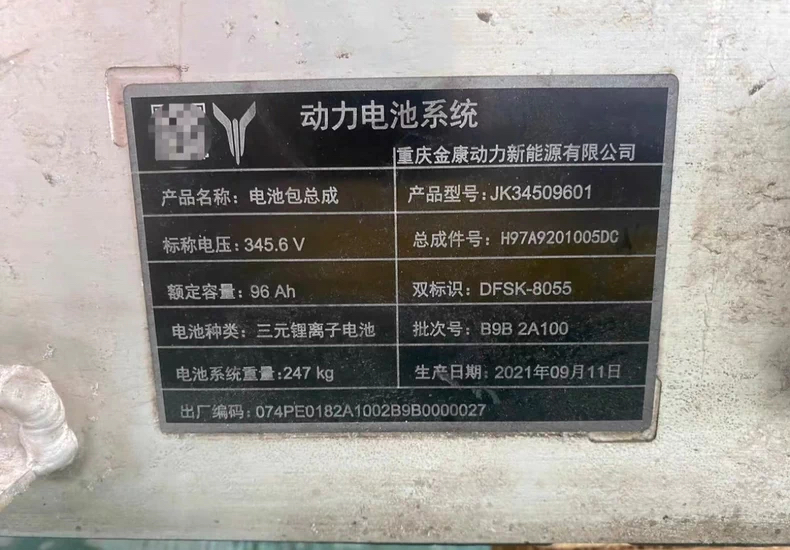 动力电池系统
重庆金康动力新能源有限公司
产品名称：电池包总成 产品型号：JK34509601
标称电压：345.6 V 总成件号：H97A9201005DC
额定容量：96 Ah 双标识：DFSK-8055
电池种类：三元锂离子电池 批次号：B9B 2A100
电池系统重量：247 kg 生产日期：2021年09月11日
出厂编码：074PE0182A1002B9B0000027